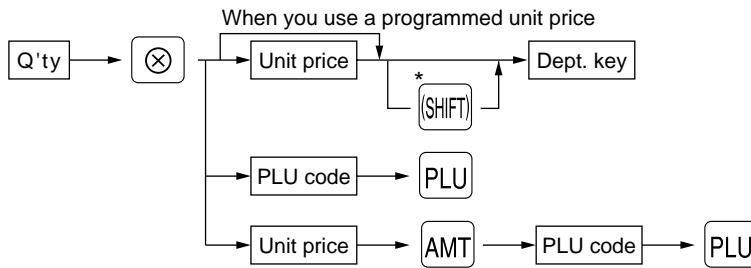 When you use a programmed unit price
Q'ty ⊗ Unit price Dept. key
*
(SHIFT)
PLU code PLU
Unit price AMT PLU code PLU